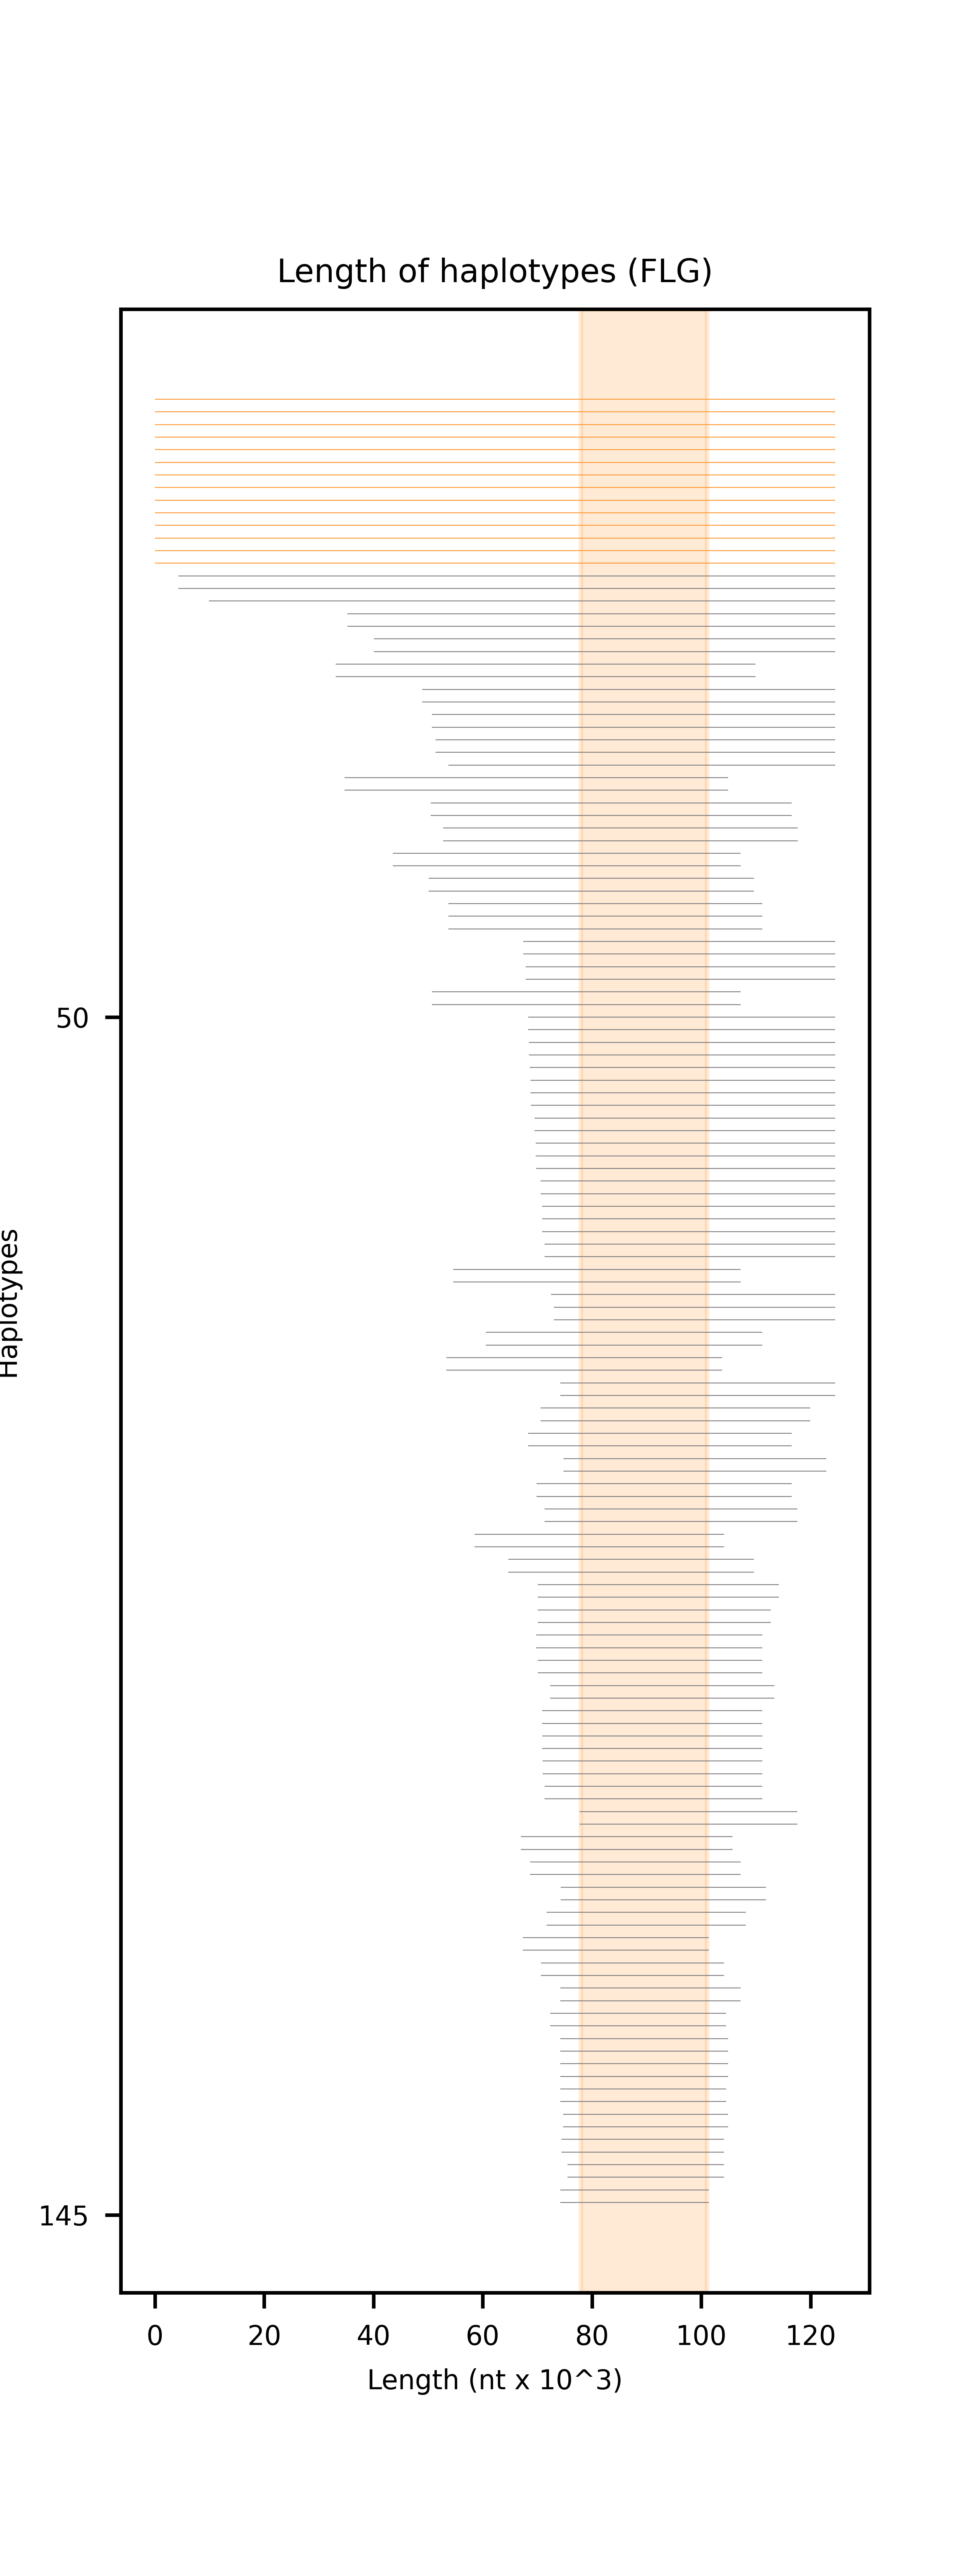 Length of haplotypes (FLG)
50
Haplotypes
145
0 20 40 60 80 100 120
Length (nt x 10^3)